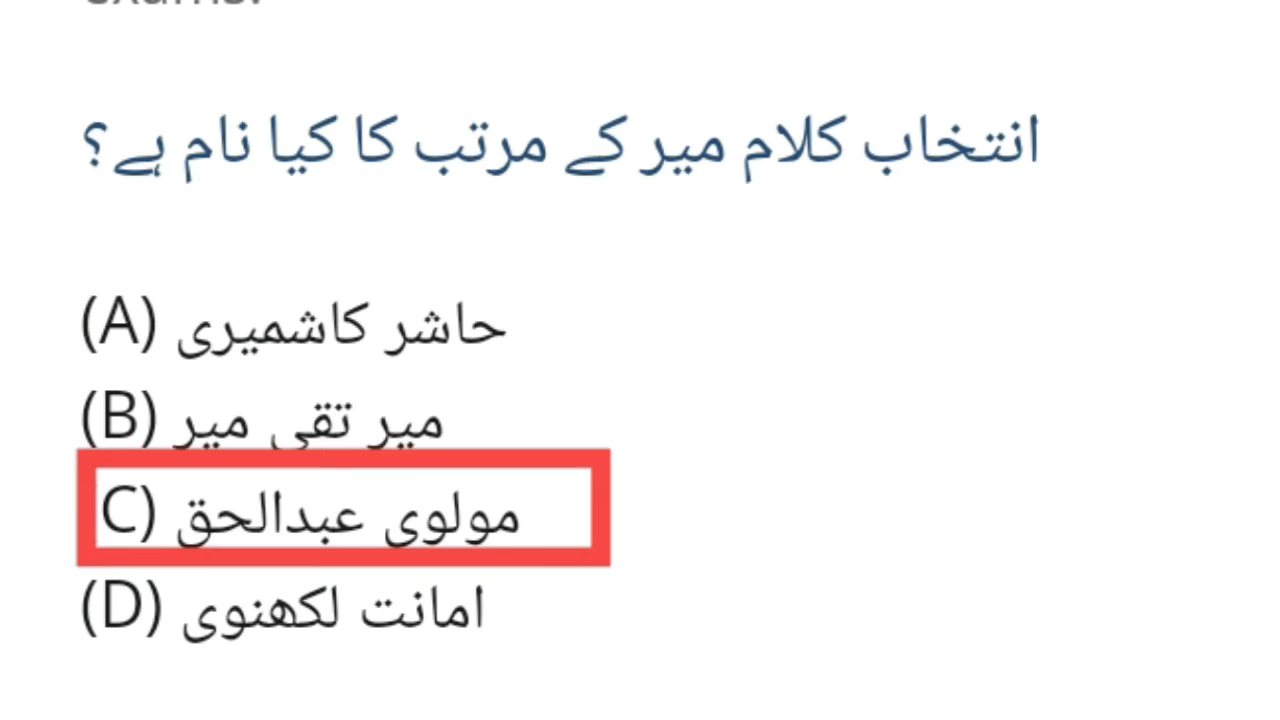 انتخاب کلام میر کے مرتب کا کیا نام ہے؟
(A) حاشر کاشمیری
(B) میر تقی میر
C) مولوی عبدالحق
(D) امانت لکھنوی